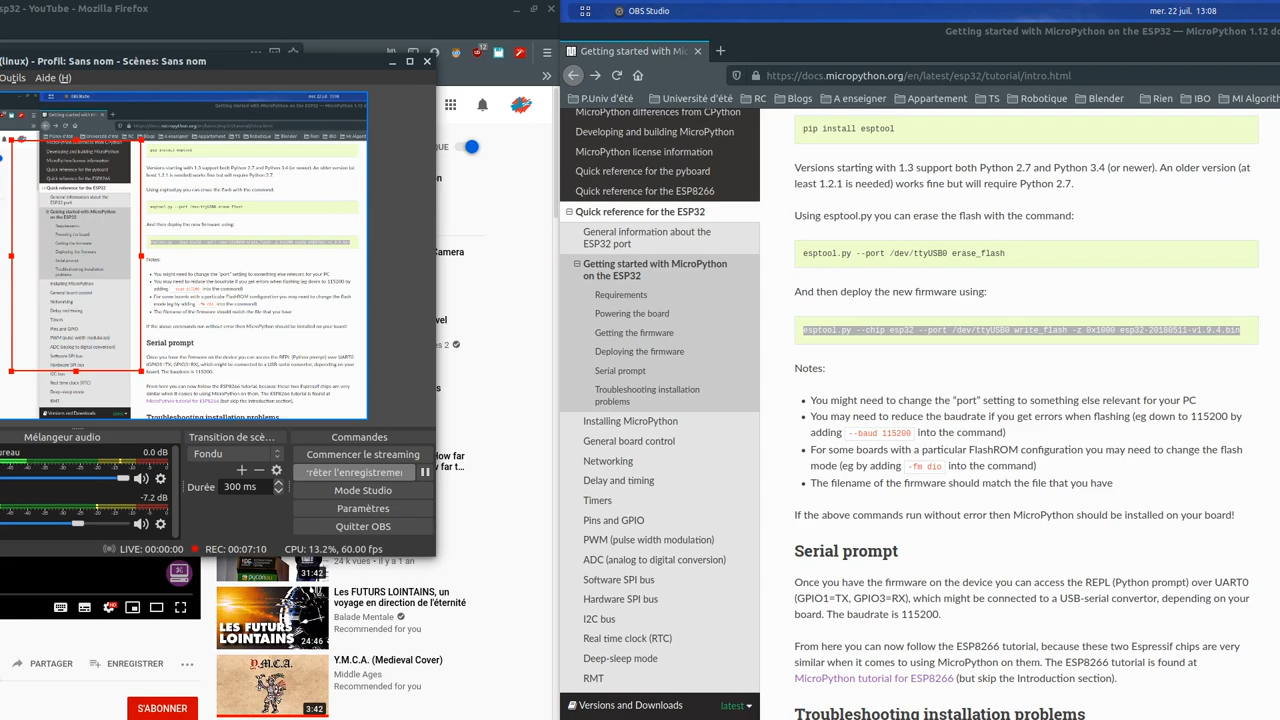 esp32 - YouTube - Mozilla Firefox
OBS Studio
mer. 22 juil. 13:08
Getting started with MicroPython on the ESP32 — MicroPython 1.12 do
(linux) - Profil: Sans nom - Scènes: Sans nom
Outils Aide (H)
Getting started with Mi
https://docs.micropython.org/en/latest/esp32/tutorial/intro.html
P.Univ d'été
Université d'été
RC
Blogs
A enseigner
Appartement
TS
Robotique
Blender
Rien
IBO
MI Algorithm
12
MicroPython differences from CPython
Developing and building MicroPython
MicroPython license information
Quick reference for the pyboard
Quick reference for the ESP8266
Quick reference for the ESP32
General information about the
ESP32 port
Getting started with MicroPython
on the ESP32
Requirements
Powering the board
Getting the firmware
Deploying the firmware
Serial prompt
Troubleshooting installation
problems
Installing MicroPython
General board control
Networking
Delay and timing
Timers
Pins and GPIO
PWM (pulse width modulation)
ADC (analog to digital conversion)
Software SPI bus
Hardware SPI bus
I2C bus
Real time clock (RTC)
Deep-sleep mode
RMT
Versions and Downloads
latest
pip install esptool
Versions starting with 1.3 support both Python 2.7 and Python 3.4 (or newer). An older version (at
least 1.2.1 is needed) works fine but will require Python 2.7.
Using esptool.py you can erase the flash with the command:
esptool.py --port /dev/ttyUSB0 erase_flash
And then deploy the new firmware using:
esptool.py --chip esp32 --port /dev/ttyUSB0 write_flash -z 0x1000 esp32-20180511-v1.9.4.bin
Notes:
You might need to change the "port" setting to something else relevant for your PC
You may need to reduce the baudrate if you get errors when flashing (eg down to 115200 by
adding --baud 115200 into the command)
For some boards with a particular FlashROM configuration you may need to change the flash
mode (eg by adding -fm dio into the command)
The filename of the firmware should match the file that you have
If the above commands run without error then MicroPython should be installed on your board!
Serial prompt
Once you have the firmware on the device you can access the REPL (Python prompt) over UART0
(GPIO1=TX, GPIO3=RX), which might be connected to a USB-serial convertor, depending on your
board. The baudrate is 115200.
From here you can now follow the ESP8266 tutorial, because these two Espressif chips are very
similar when it comes to using MicroPython on them. The ESP8266 tutorial is found at
MicroPython tutorial for ESP8266 (but skip the Introduction section).
Troubleshooting installation problems
Mélangeur audio
ureau
0.0 dB
-7.2 dB
Transition de scè...
Fondu
Durée
300 ms
Commandes
Commencer le streaming
rrêter l'enregistremer
Mode Studio
Paramètres
Quitter OBS
LIVE: 00:00:00
REC: 00:07:10
CPU: 13.2%, 60.00 fps
QUE
on
Camera
vel
s 2
ow far
far t...
24 k vues • il y a 1 an
31:42
Les FUTURS LOINTAINS, un
voyage en direction de l'éternité
Balade Mentale
Recommended for you
LES FUTURS
LOINTAINS
24:46
Y.M.C.A. (Medieval Cover)
Middle Ages
Recommended for you
Y.M.C.A
3:42
PARTAGER
ENREGISTRER
S'ABONNER